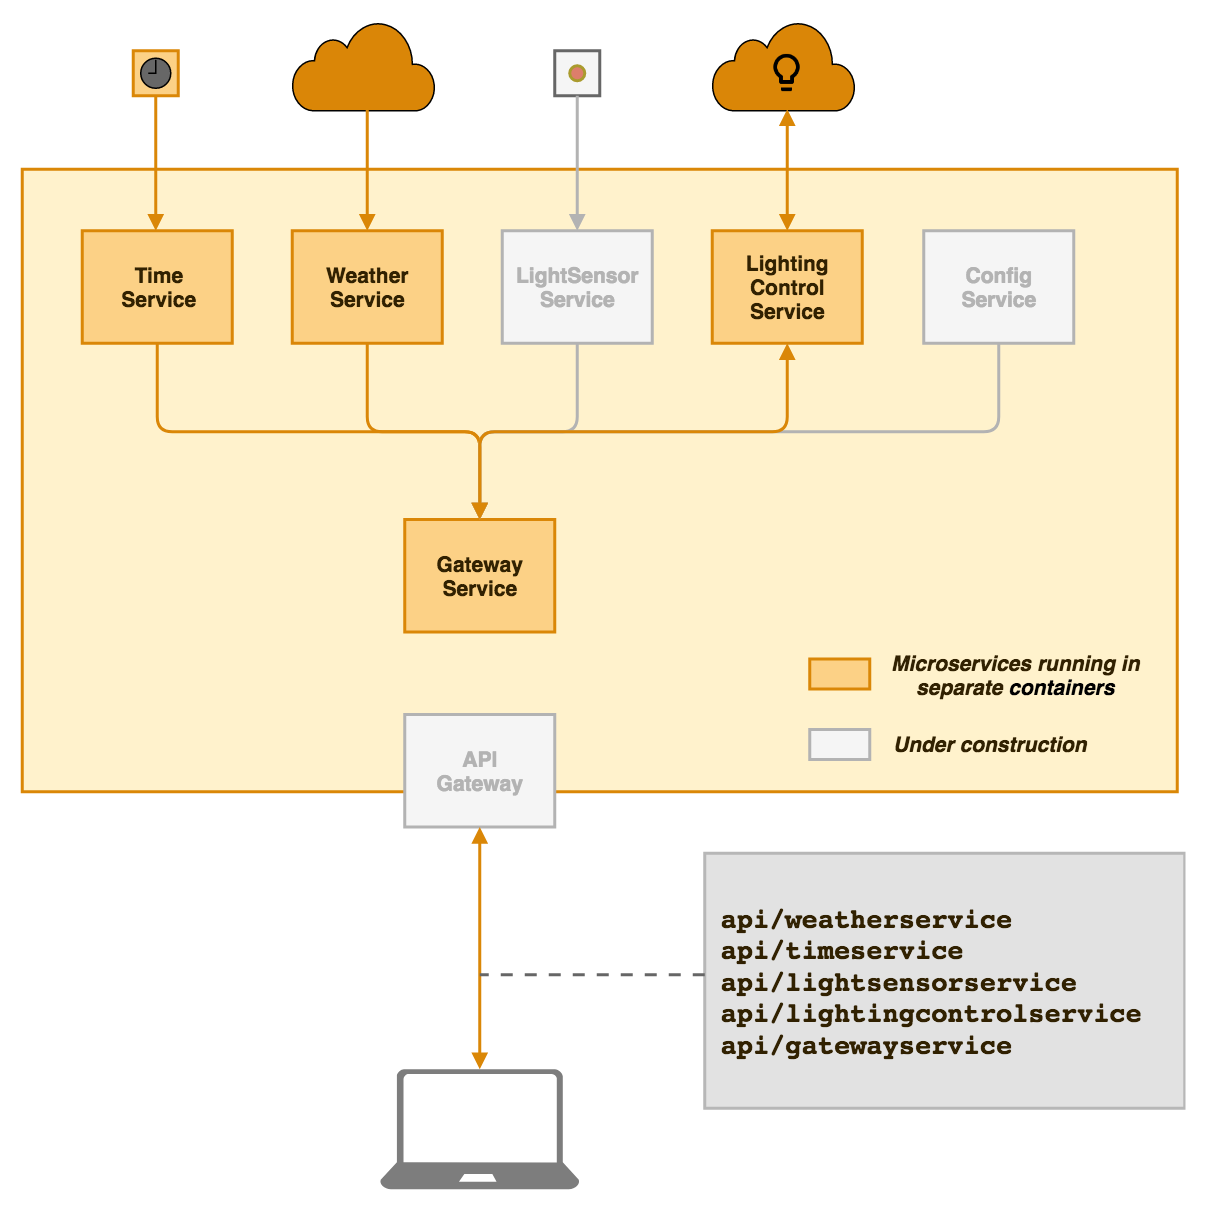 Time
Service
Weather
Service
LightSensor
Service
Lighting
Control
Service
Config
Service
Gateway
Service
Microservices running in
separate containers
Under construction
API
Gateway
api/weatherservice
api/timeservice
api/lightsensorservice
api/lightingcontrolservice
api/gatewayservice